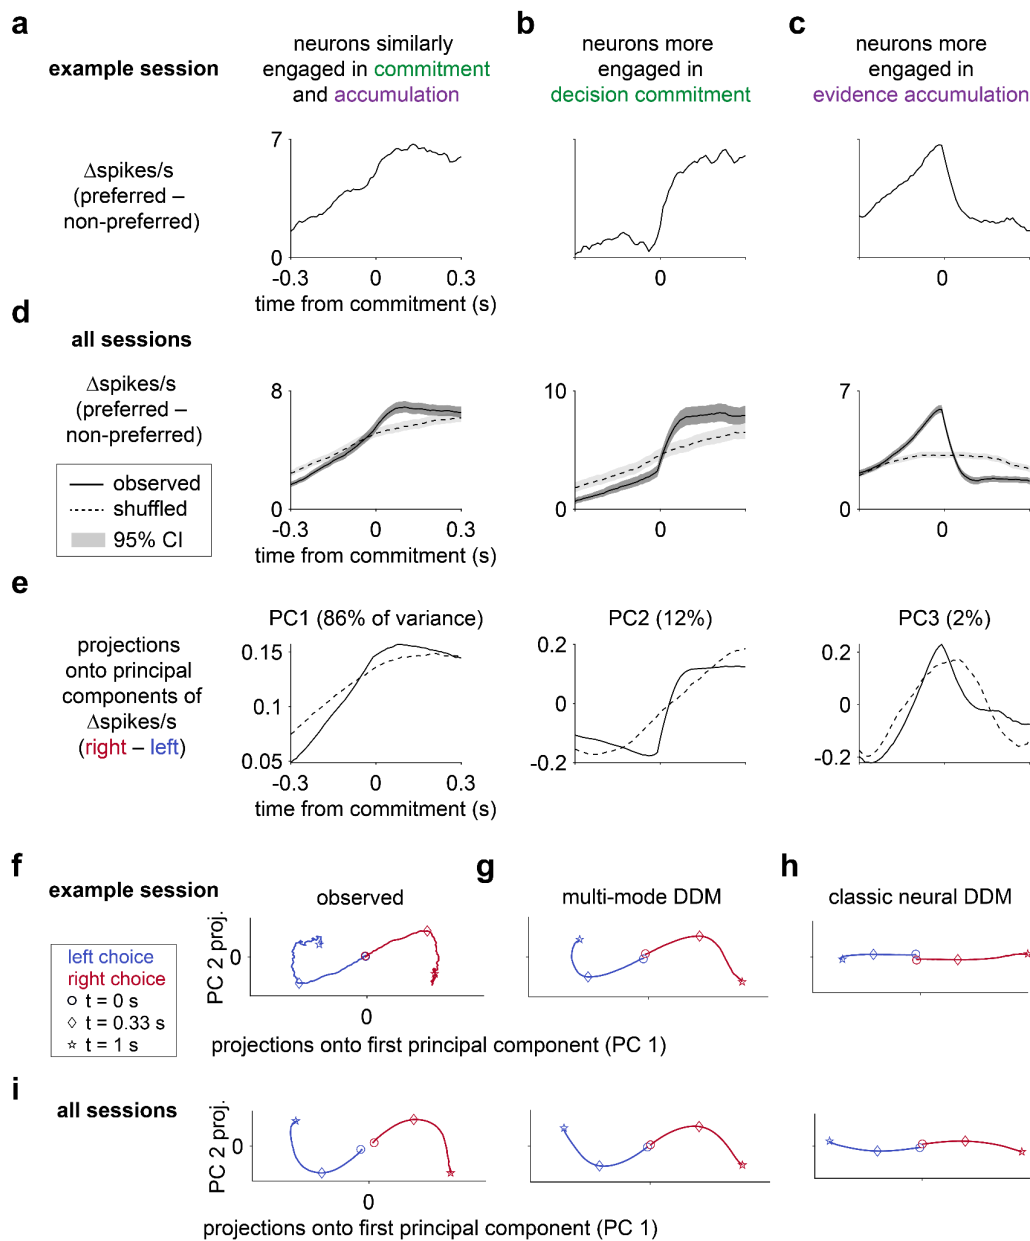 a
example session
neurons similarly
engaged in commitment
and accumulation
b
neurons more
engaged in
decision commitment
c
neurons more
engaged in
evidence accumulation
Δspikes/s
(preferred –
non-preferred)
7
0
-0.3
0
0.3
time from commitment (s)
0
0
d
all sessions
Δspikes/s
(preferred –
non-preferred)
observed
shuffled
95% CI
8
0
-0.3
0
0.3
time from commitment (s)
10
0
0
7
0
0
e
projections
onto principal
components of
Δspikes/s
(right – left)
PC1 (86% of variance)
0.15
0.1
0.05
-0.3
0
0.3
time from commitment (s)
PC2 (12%)
0.2
0
-0.2
0
PC3 (2%)
0.2
0
-0.2
0
f
example session
observed
g
multi-mode DDM
h
classic neural DDM
left choice
right choice
t = 0 s
t = 0.33 s
t = 1 s
PC 2 proj.
0
0
projections onto first principal component (PC 1)
i
all sessions
PC 2 proj.
0
0
projections onto first principal component (PC 1)